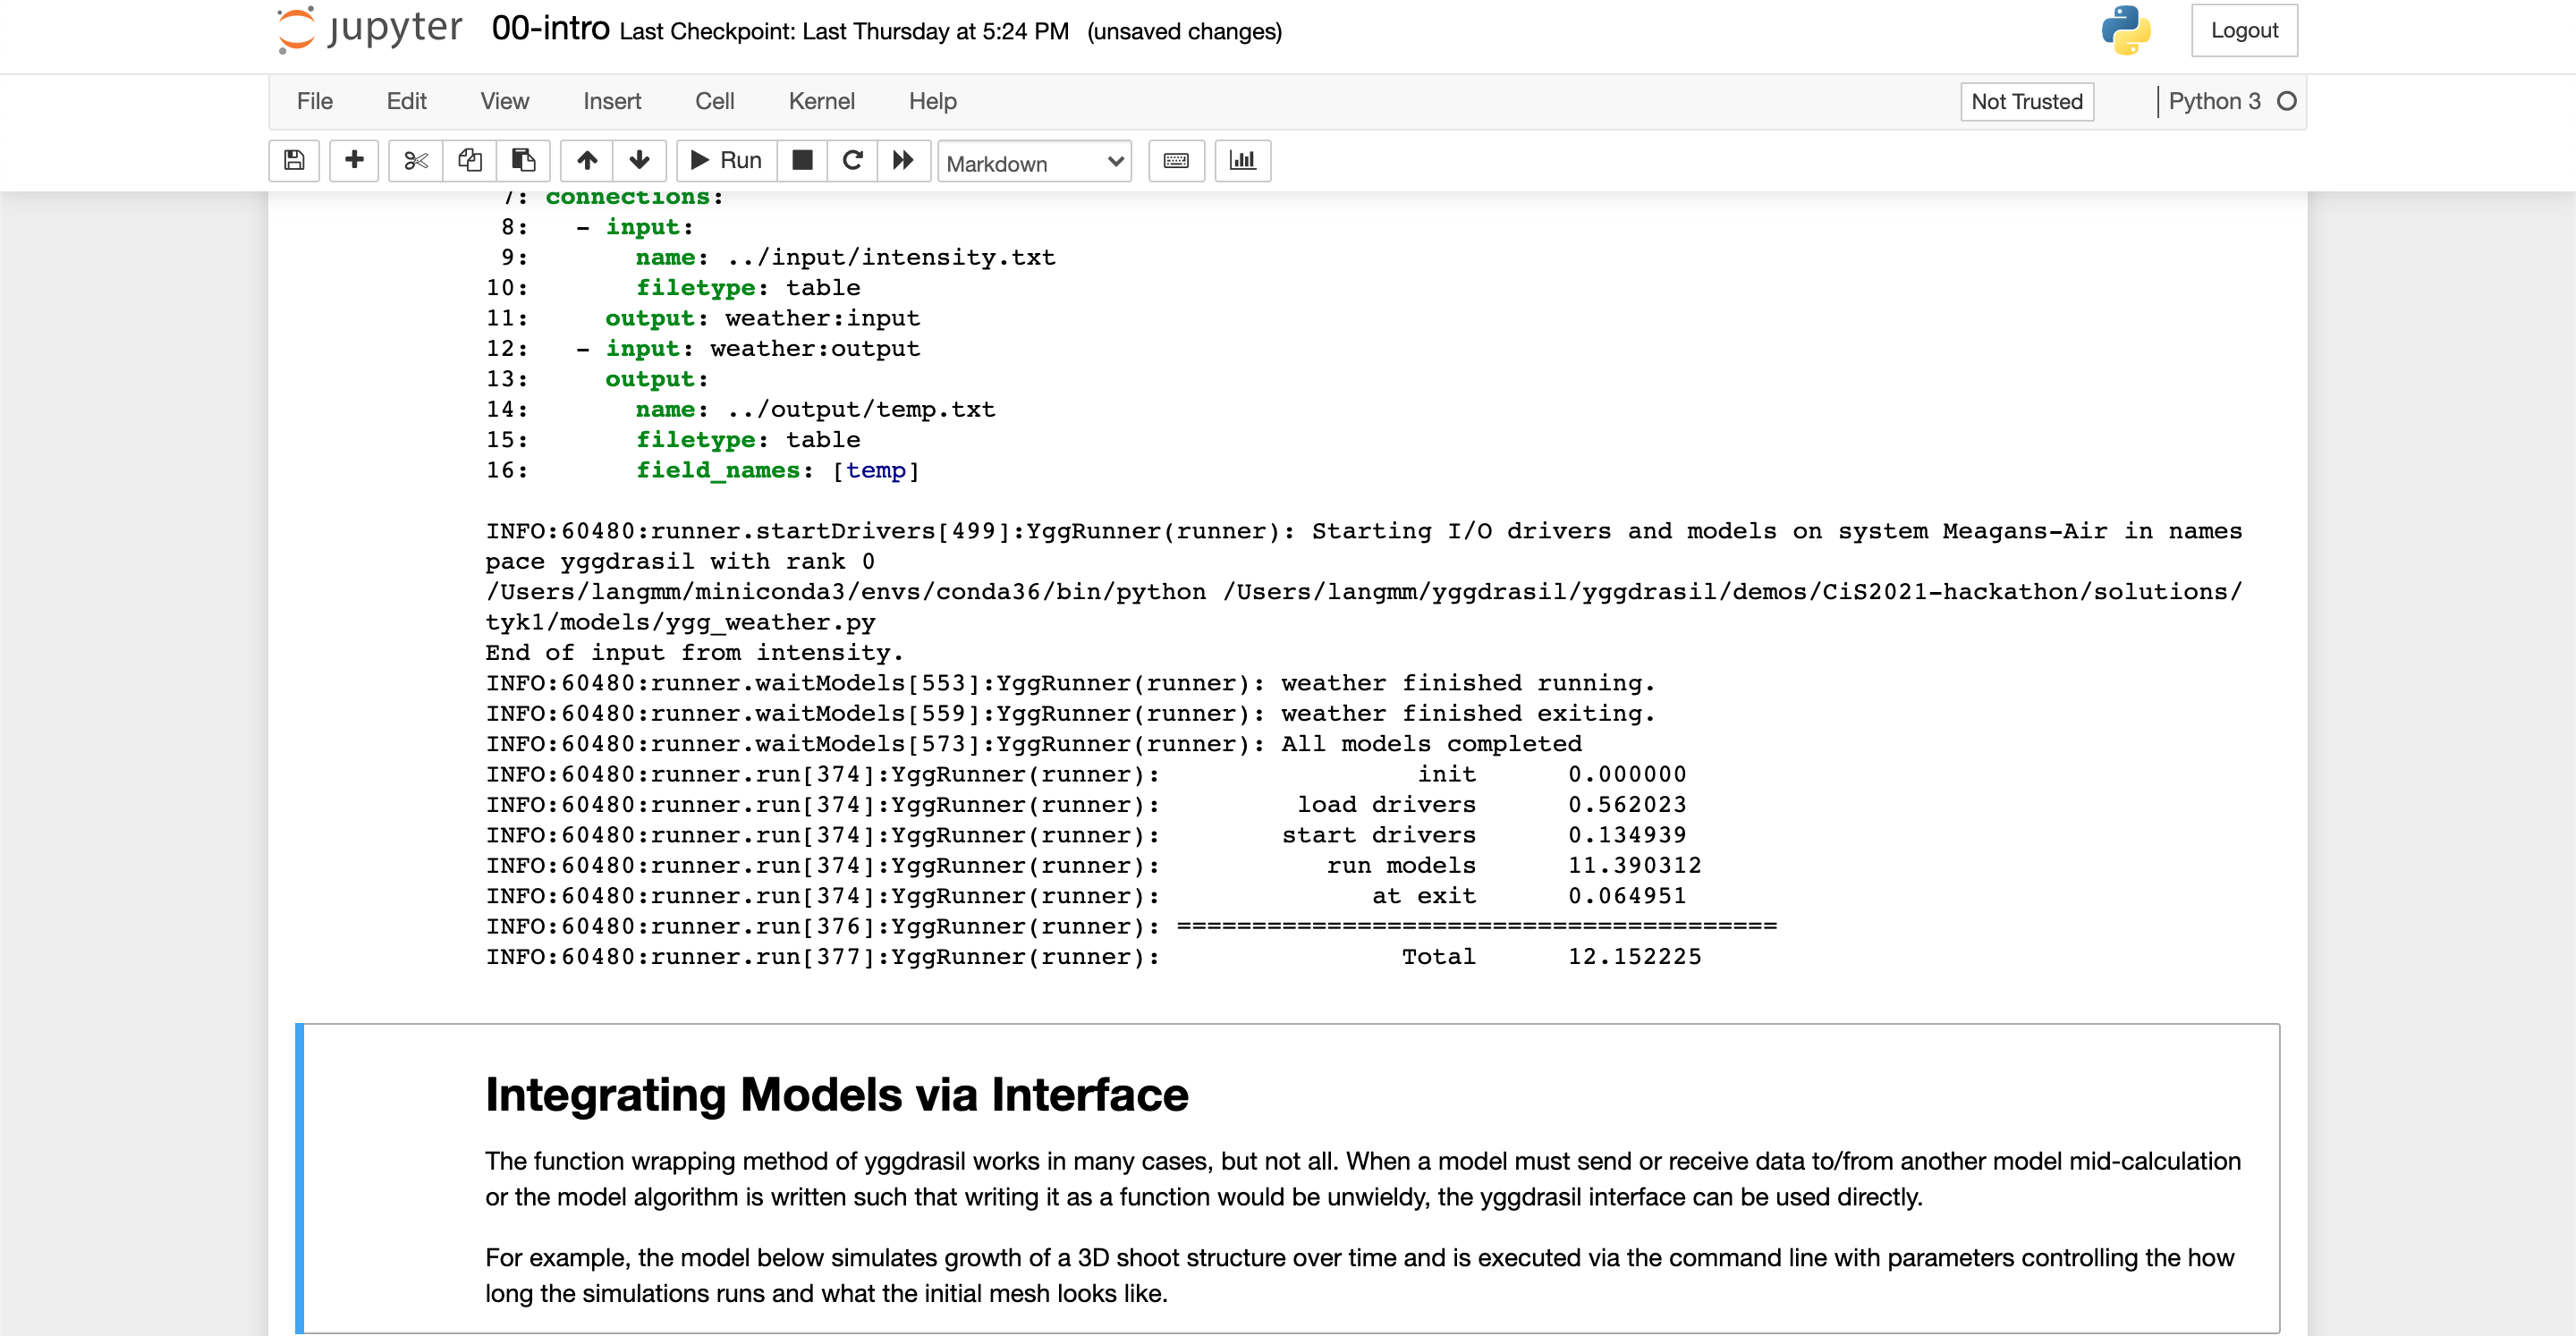 jupyter 00-intro Last Checkpoint: Last Thursday at 5:24 PM (unsaved changes) Logout
File Edit View Insert Cell Kernel Help Not Trusted Python 3
Run Markdown
7: connections:
8:   - input:
9:       name: ../input/intensity.txt
10:       filetype: table
11:     output: weather:input
12:   - input: weather:output
13:     output:
14:       name: ../output/temp.txt
15:       filetype: table
16:       field_names: [temp]
INFO:60480:runner.startDrivers[499]:YggRunner(runner): Starting I/O drivers and models on system Meagans-Air in names
pace yggdrasil with rank 0
/Users/langmm/miniconda3/envs/conda36/bin/python /Users/langmm/yggdrasil/yggdrasil/demos/CiS2021-hackathon/solutions/
tyk1/models/ygg_weather.py
End of input from intensity.
INFO:60480:runner.waitModels[553]:YggRunner(runner): weather finished running.
INFO:60480:runner.waitModels[559]:YggRunner(runner): weather finished exiting.
INFO:60480:runner.waitModels[573]:YggRunner(runner): All models completed
INFO:60480:runner.run[374]:YggRunner(runner): init 0.000000
INFO:60480:runner.run[374]:YggRunner(runner): load drivers 0.562023
INFO:60480:runner.run[374]:YggRunner(runner): start drivers 0.134939
INFO:60480:runner.run[374]:YggRunner(runner): run models 11.390312
INFO:60480:runner.run[374]:YggRunner(runner): at exit 0.064951
INFO:60480:runner.run[376]:YggRunner(runner): ========================================
INFO:60480:runner.run[377]:YggRunner(runner): Total 12.152225
Integrating Models via Interface
The function wrapping method of yggdrasil works in many cases, but not all. When a model must send or receive data to/from another model mid-calculation
or the model algorithm is written such that writing it as a function would be unwieldy, the yggdrasil interface can be used directly.
For example, the model below simulates growth of a 3D shoot structure over time and is executed via the command line with parameters controlling the how
long the simulations runs and what the initial mesh looks like.